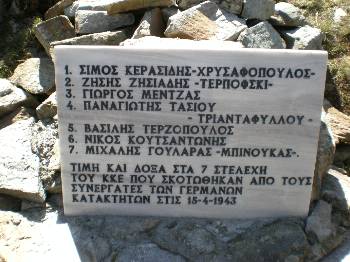 1. ΣΙΜΟΣ ΚΕΡΑΣΙΔΗΣ-ΧΡΥΣΑΦΟΠΟΥΛΟΣ-
2. ΖΗΣΗΣ ΖΗΣΙΑΔΗΣ -ΤΕΡΠΟΦΣΚΙ-
3. ΓΙΩΡΓΟΣ ΜΕΝΤΖΑΣ
4. ΠΑΝΑΓΙΩΤΗΣ ΤΑΣΙΟΥ
- ΤΡΙΑΝΤΑΦΥΛΛΟΥ -
5. ΒΑΣΙΛΗΣ ΤΕΡΖΟΠΟΥΛΟΣ
6. ΝΙΚΟΣ ΚΟΥΤΣΑΝΤΩΝΗΣ
7. ΜΙΧΑΛΗΣ ΓΟΥΛΑΡΑΣ -ΜΠΙΝΟΥΚΑΣ-.
ΤΙΜΗ ΚΑΙ ΔΟΞΑ ΣΤΑ 7 ΣΤΕΛΕΧΗ
ΤΟΥ ΚΚΕ ΠΟΥ ΣΚΟΤΩΘΗΚΑΝ ΑΠΟ ΤΟΥΣ
ΣΥΝΕΡΓΑΤΕΣ ΤΩΝ ΓΕΡΜΑΝΩΝ
ΚΑΤΑΚΤΗΤΩΝ ΣΤΙΣ 15-4-1943